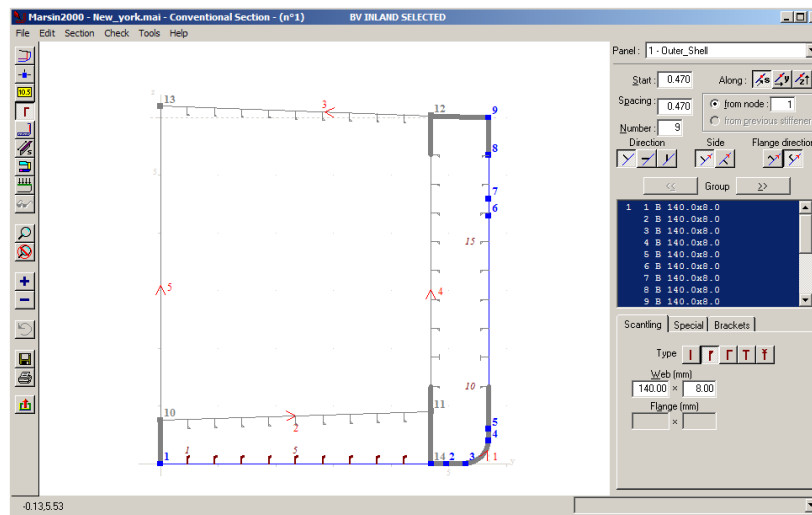 Marsin2000 - New_york.mai - Conventional Section - (n°1) BV INLAND SELECTED
File Edit Section Check Tools Help
Panel : 1 - Outer_Shell
Start : 0.470 Along : s y z
Spacing : 0.470 from node : 1
from previous stiffener
Number : 9
Direction Side Flange direction
<< Group >>
1 1 B 140.0x8.0
2 B 140.0x8.0
3 B 140.0x8.0
4 B 140.0x8.0
5 B 140.0x8.0
6 B 140.0x8.0
7 B 140.0x8.0
8 B 140.0x8.0
9 B 140.0x8.0
Scantling Special Brackets
Type
Web (mm)
140.00 × 8.00
Flange (mm)
×
10.5
13 3 12 9
8
7
6
15
5 4
10
10 2 11
5
4
1 1 5 14 2 3 1
y
-0.13,5.53